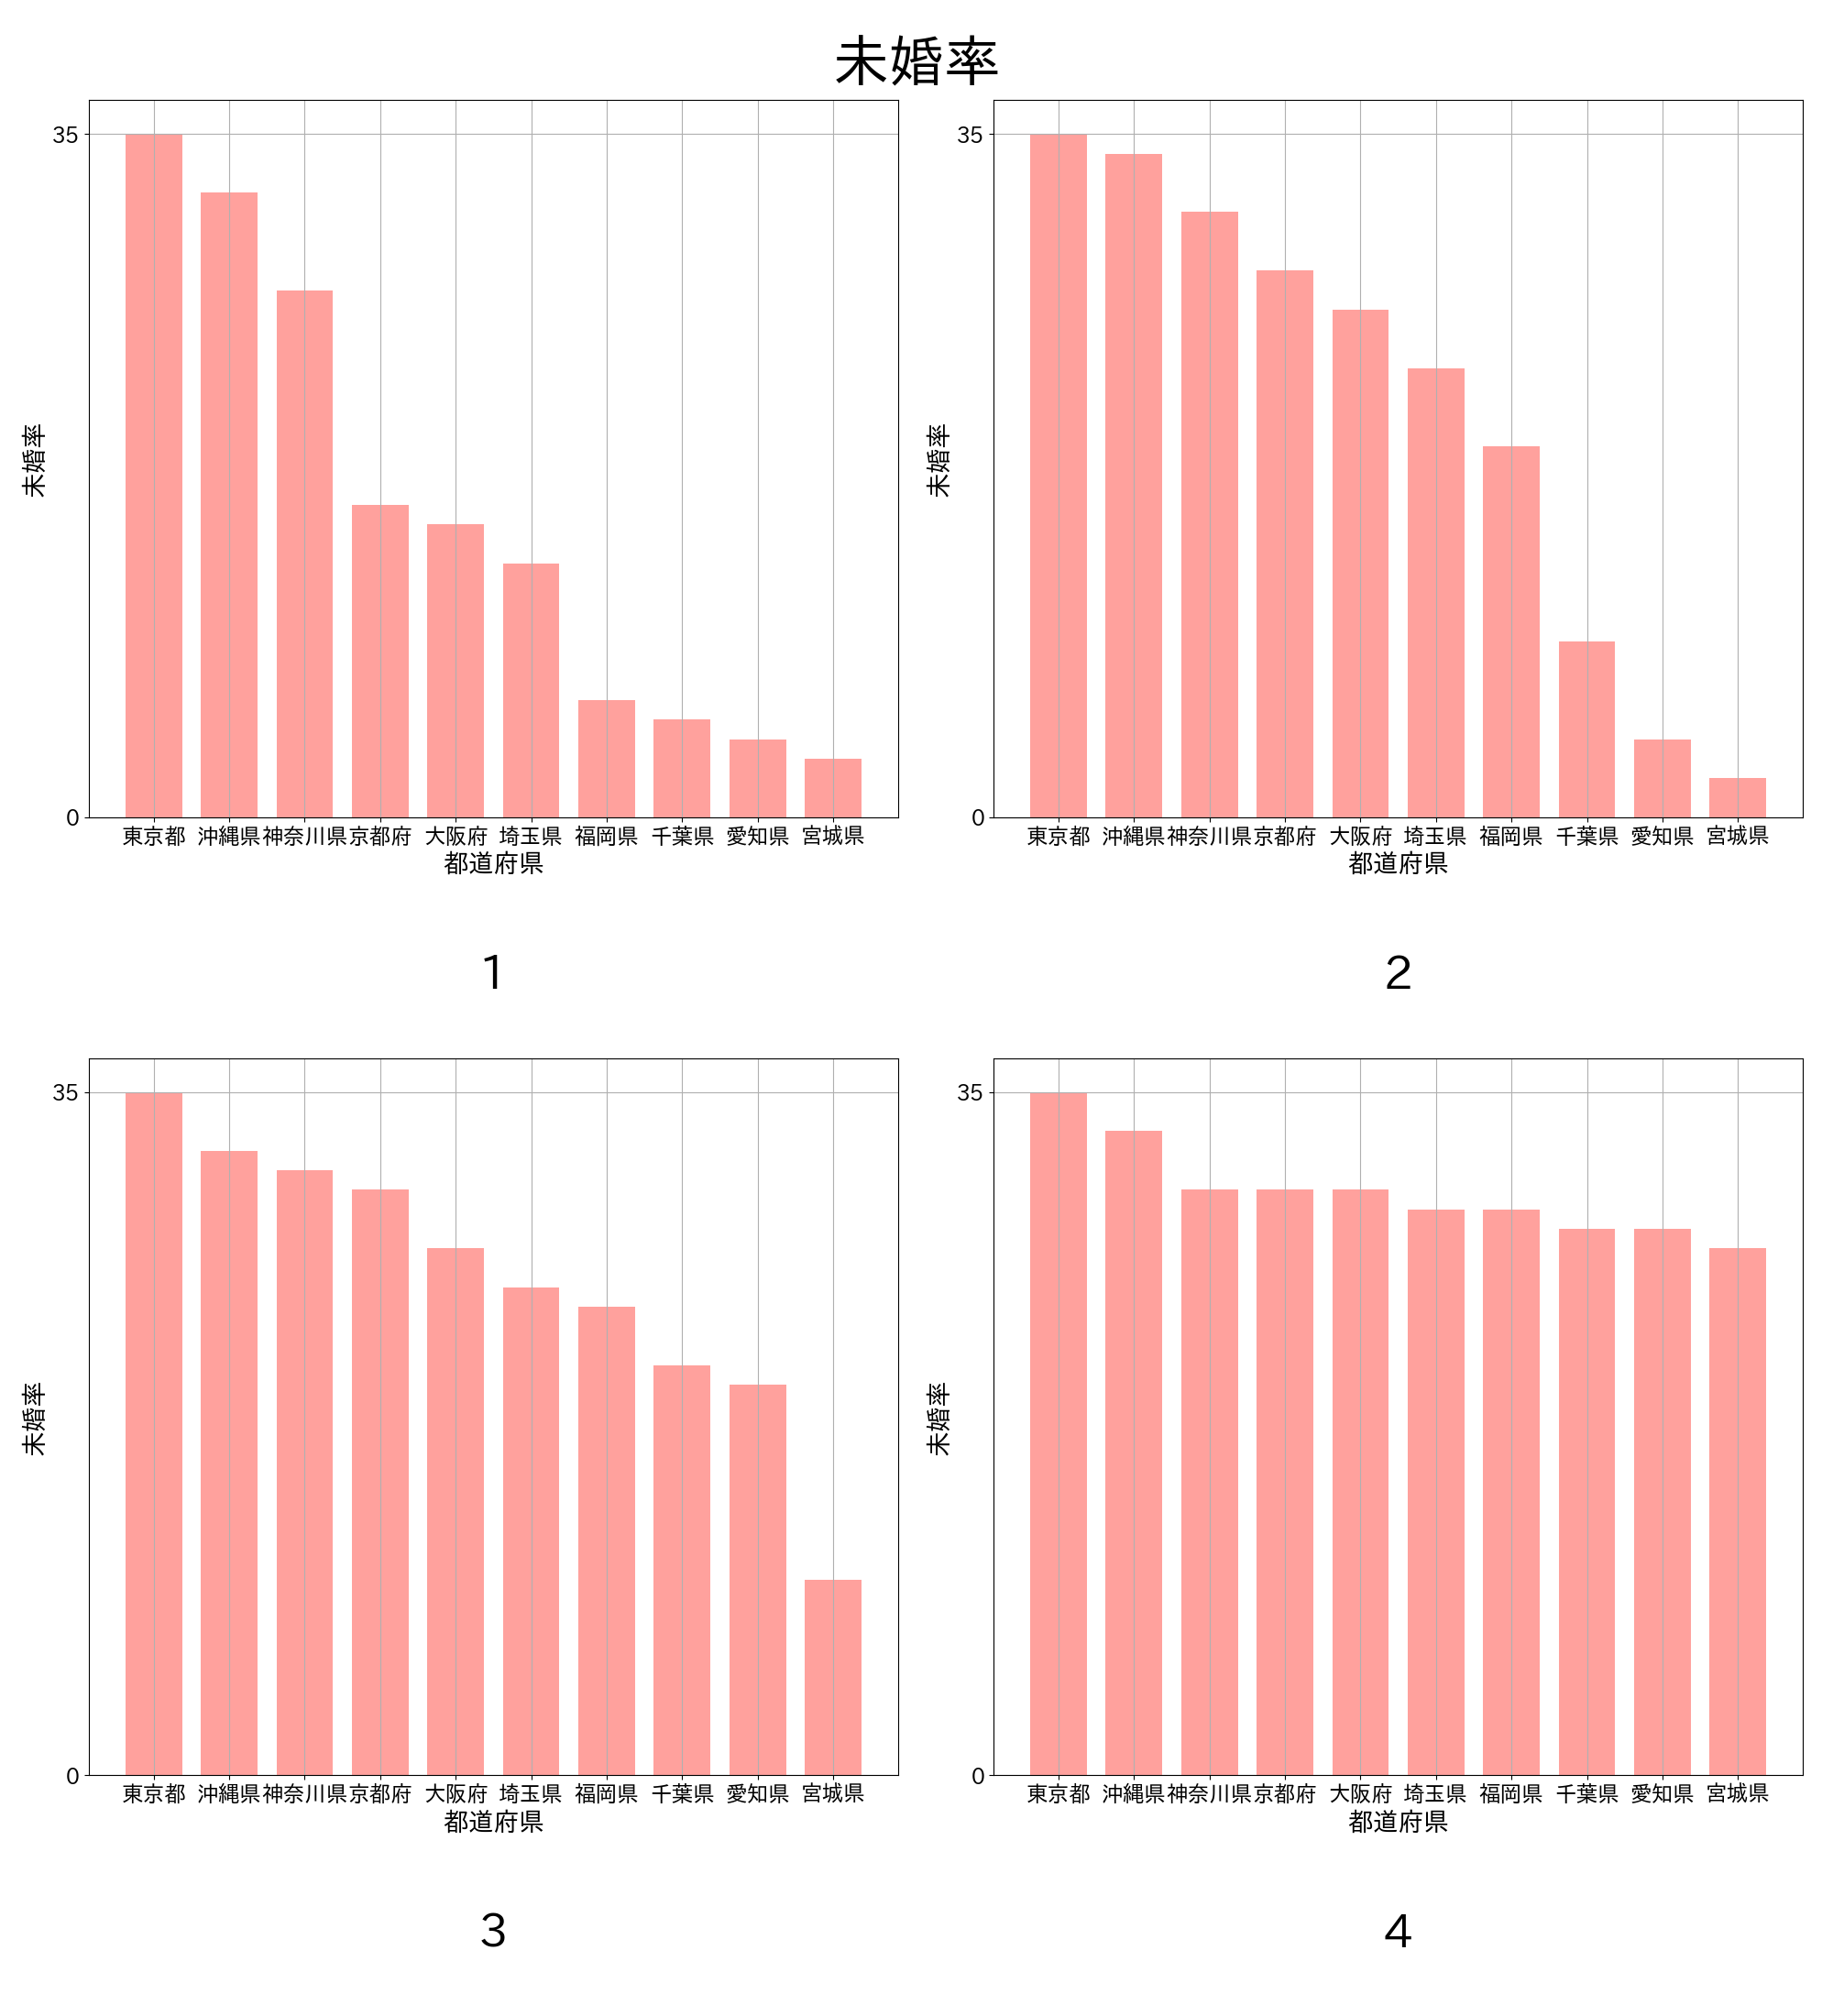 未婚率
35
0
未婚率
東京都 沖縄県 神奈川県 京都府 大阪府 埼玉県 福岡県 千葉県 愛知県 宮城県
都道府県
1
35
0
未婚率
東京都 沖縄県 神奈川県 京都府 大阪府 埼玉県 福岡県 千葉県 愛知県 宮城県
都道府県
2
35
0
未婚率
東京都 沖縄県 神奈川県 京都府 大阪府 埼玉県 福岡県 千葉県 愛知県 宮城県
都道府県
3
35
0
未婚率
東京都 沖縄県 神奈川県 京都府 大阪府 埼玉県 福岡県 千葉県 愛知県 宮城県
都道府県
4